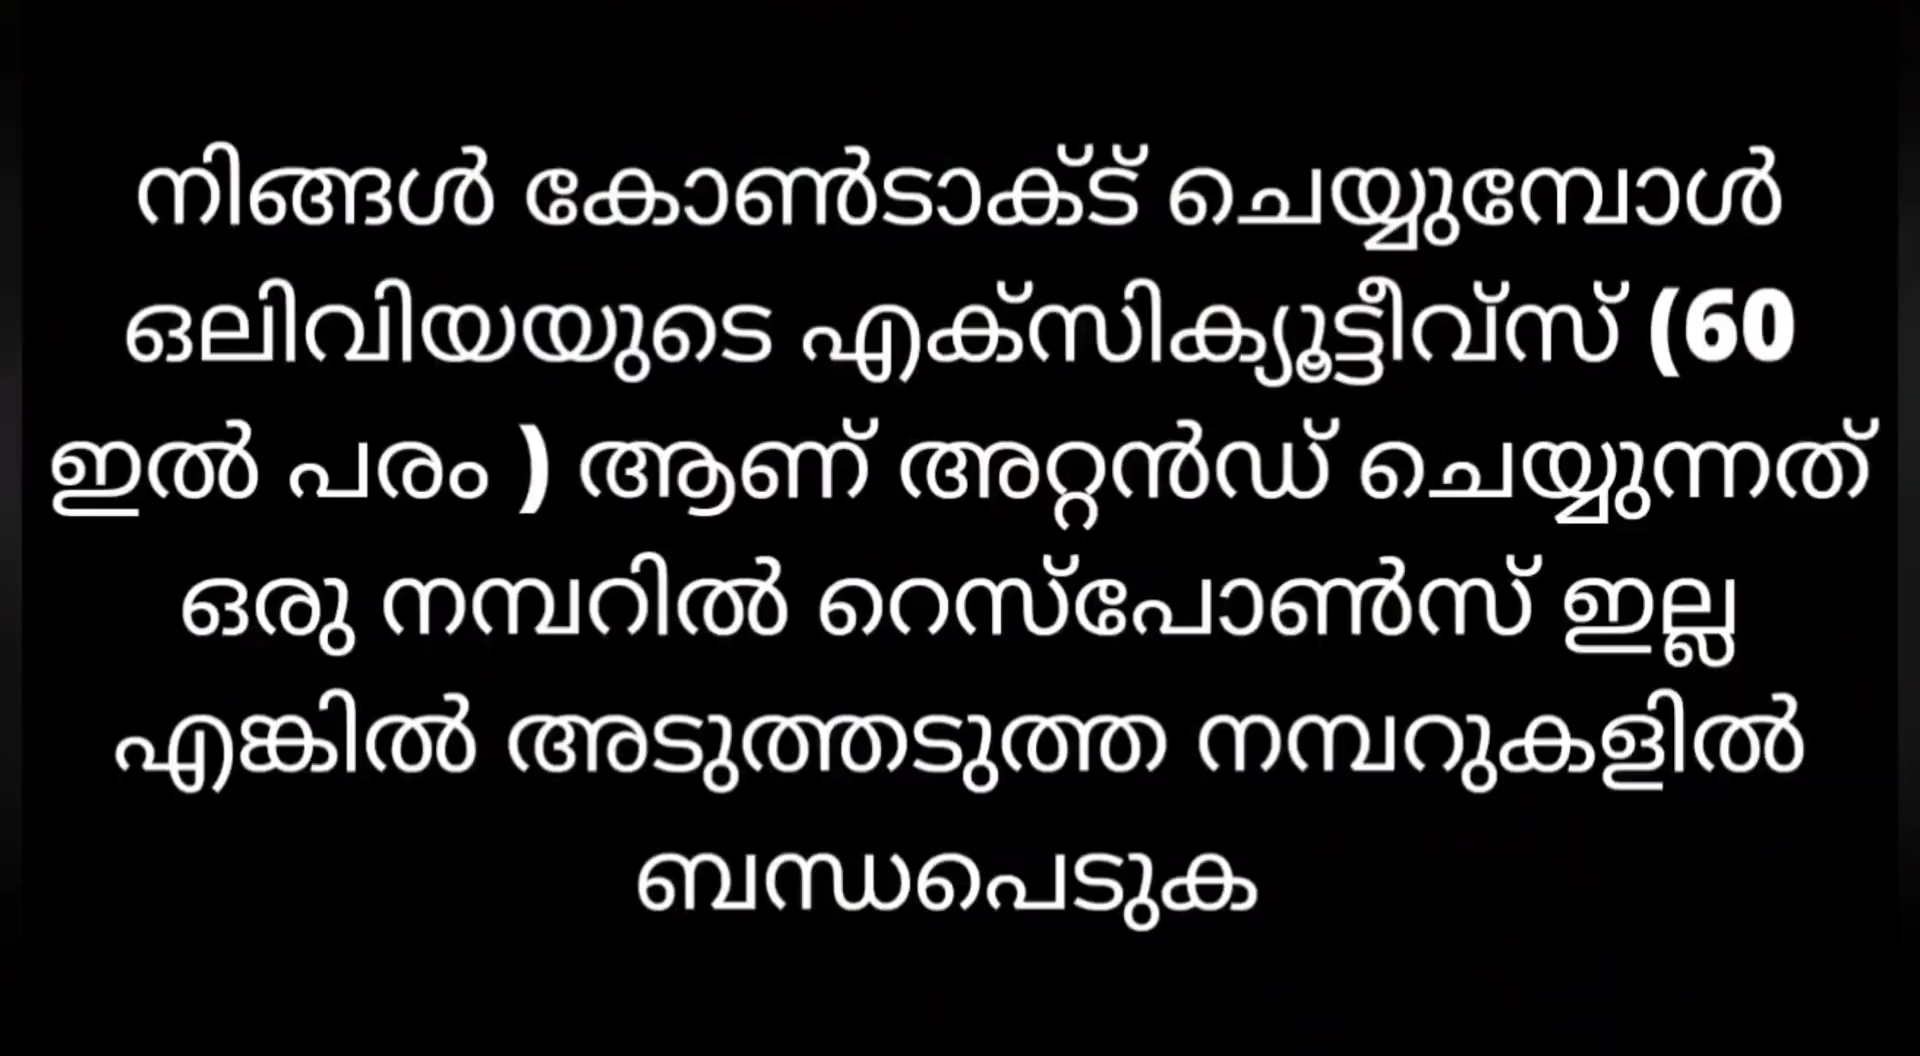 നിങ്ങൾ കോൺടാക്ട് ചെയ്യുമ്പോൾ
ഒലിവിയയുടെ എക്സിക്യൂട്ടീവ്സ് (60
ഇൽ പരം ) ആണ് അറ്റൻഡ് ചെയ്യുന്നത്
ഒരു നമ്പറിൽ റെസ്പോൺസ് ഇല്ല
എങ്കിൽ അടുത്തടുത്ത നമ്പറുകളിൽ
ബന്ധപെടുക